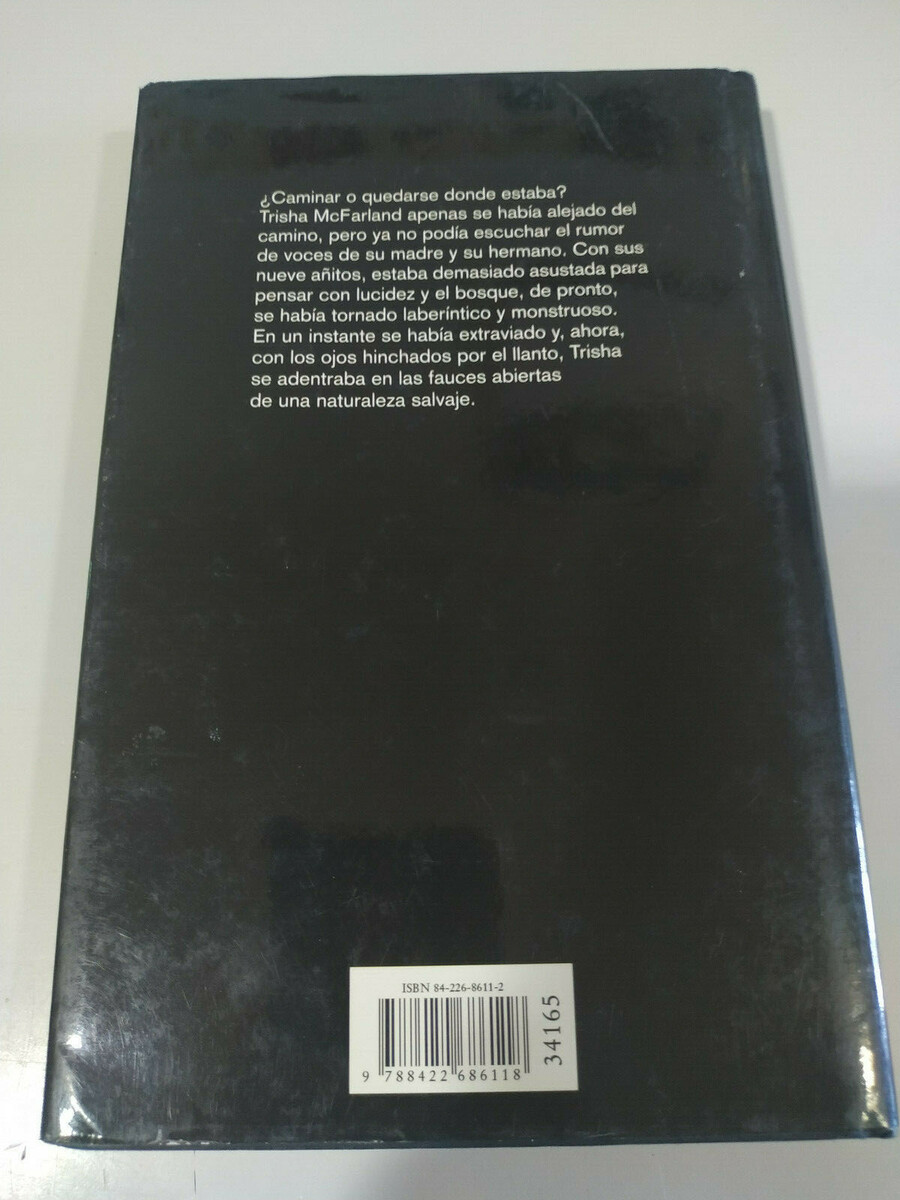 ¿Caminar o quedarse donde estaba?
Trisha McFarland apenas se había alejado del
camino, pero ya no podía escuchar el rumor
de voces de su madre y su hermano. Con sus
nueve añitos, estaba demasiado asustada para
pensar con lucidez y el bosque, de pronto,
se había tornado laberíntico y monstruoso.
En un instante se había extraviado y, ahora,
con los ojos hinchados por el llanto, Trisha
se adentraba en las fauces abiertas
de una naturaleza salvaje.
ISBN 84-226-8611-2
34165
9 788422 686118